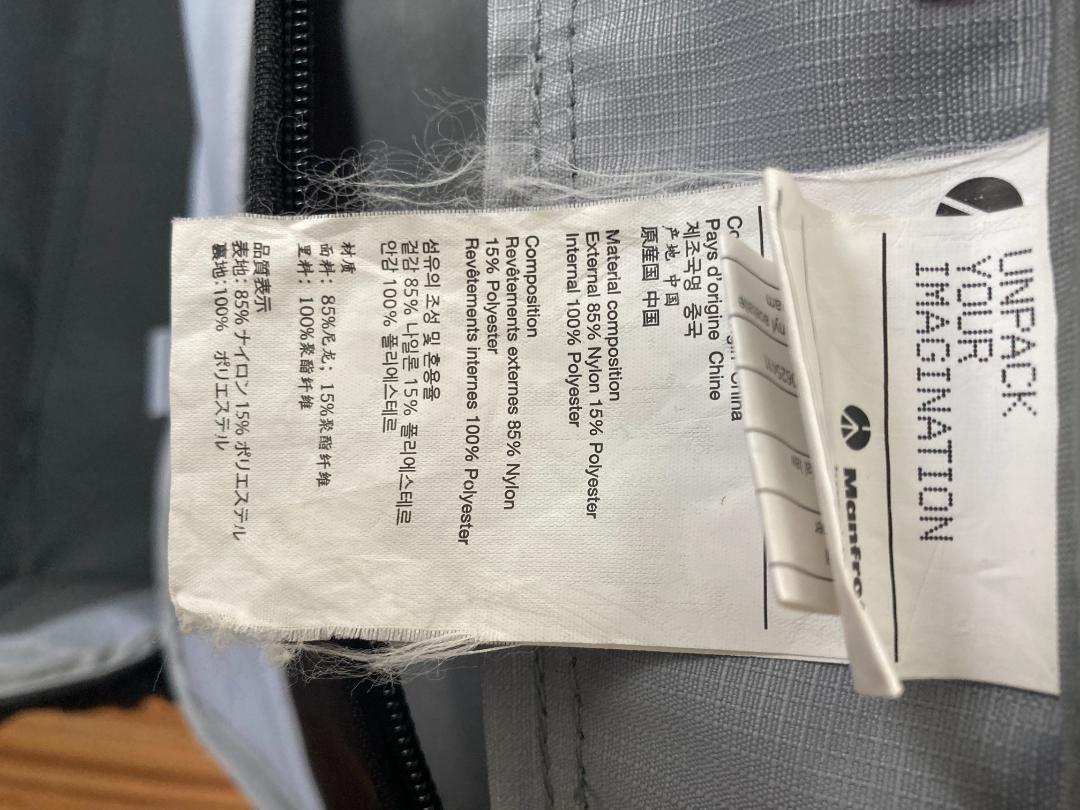 UNPACK
YOUR
IMAGINATION
Manfro
China
Pays d'origine Chine
제조국명 중국
产地 中国
原産国 中国
Material composition
External 85% Nylon 15% Polyester
Internal 100% Polyester
Composition
Revêtements externes 85% Nylon
15% Polyester
Revêtements internes 100% Polyester
섬유의 조성 및 혼용율
겉감 85% 나일론 15% 폴리에스테르
안감 100% 폴리에스테르
材质
面料: 85%尼龙; 15%聚酯纤维
里料: 100%聚酯纤维
品質表示
表地: 85% ナイロン 15% ポリエステル
裏地: 100% ポリエステル